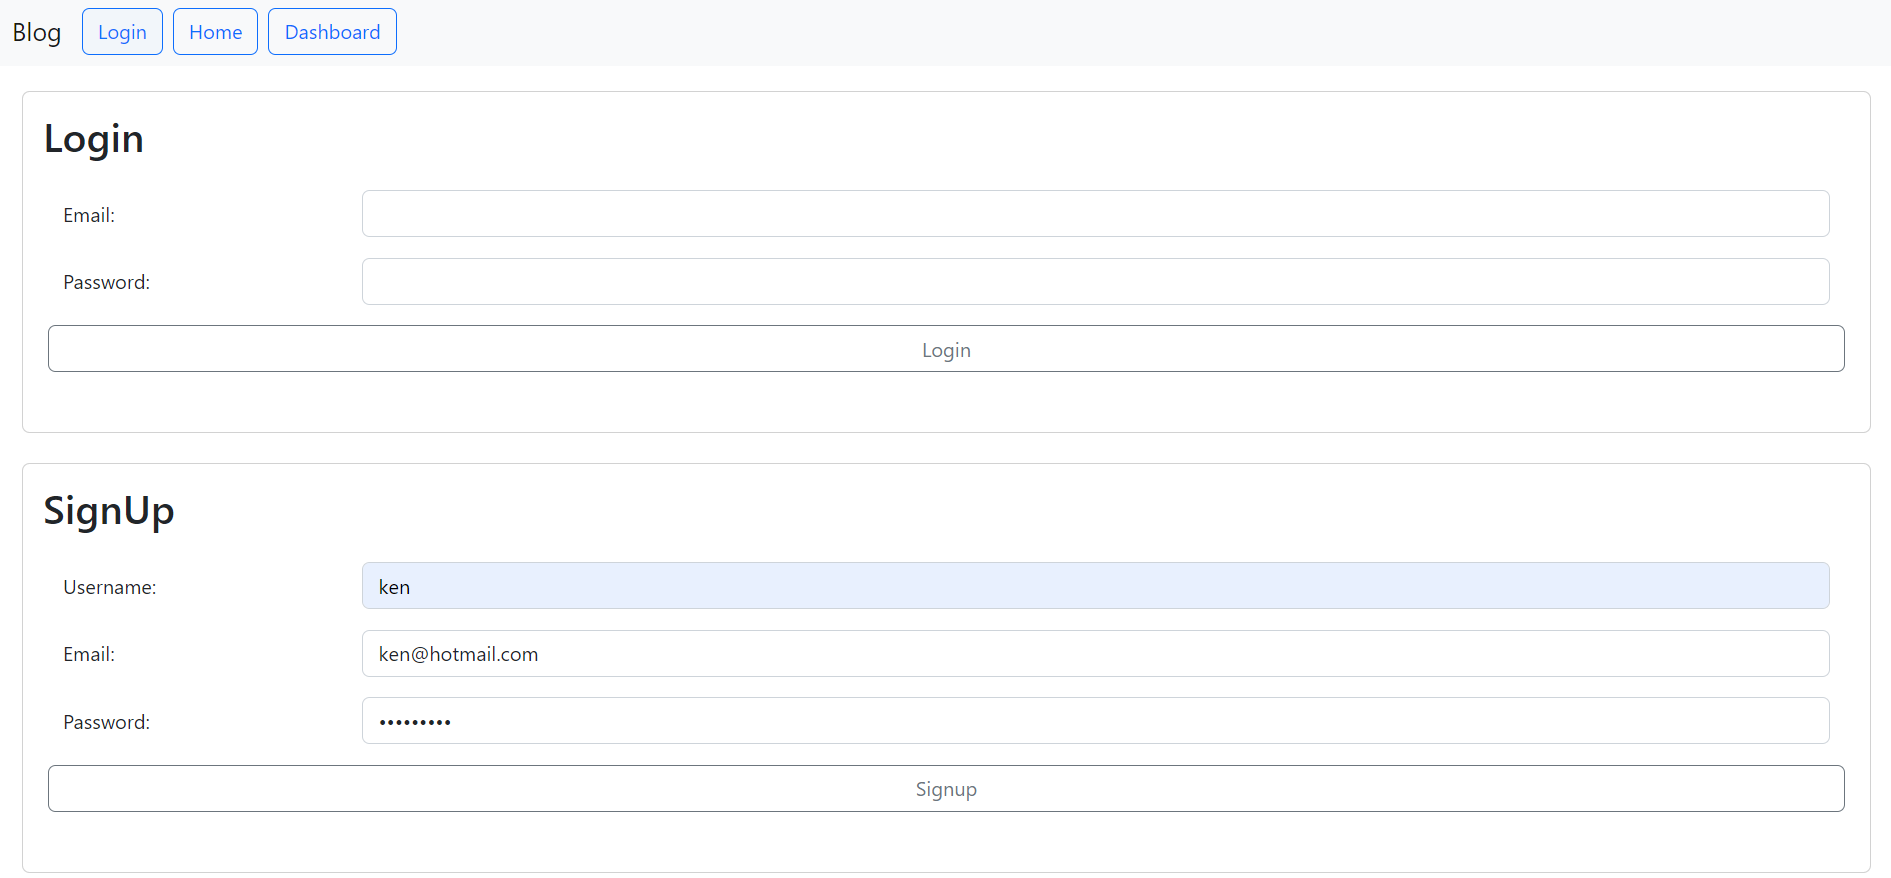 Blog Login Home Dashboard
Login
Email:
Password:
Login
SignUp
Username: ken
Email: ken@hotmail.com
Password: •••••••••
Signup